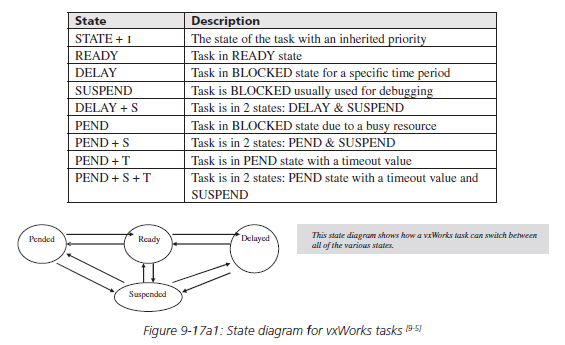 State Description
STATE + 1 The state of the task with an inherited priority
READY Task in READY state
DELAY Task in BLOCKED state for a specific time period
SUSPEND Task is BLOCKED usually used for debugging
DELAY + S Task is in 2 states: DELAY & SUSPEND
PEND Task in BLOCKED state due to a busy resource
PEND + S Task is in 2 states: PEND & SUSPEND
PEND + T Task is in PEND state with a timeout value
PEND + S + T Task is in 2 states: PEND state with a timeout value and
SUSPEND
Pended Ready Delayed
Suspended
This state diagram shows how a vxWorks task can switch between
all of the various states.
Figure 9-17a1: State diagram for vxWorks tasks [9-5]